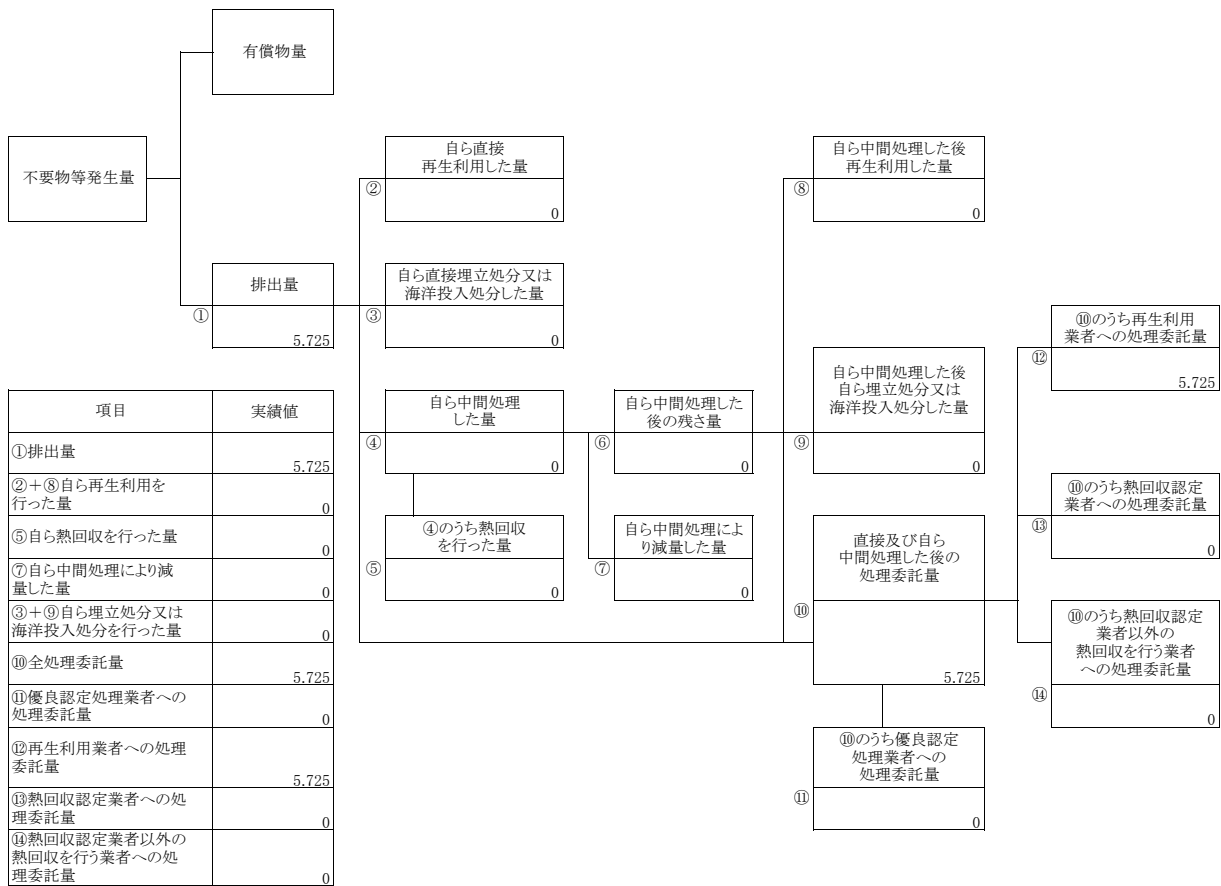 有償物量
不要物等発生量
排出量
①
5.725
自ら直接
再生利用した量
②
0
自ら直接埋立処分又は
海洋投入処分した量
③
0
自ら中間処理
した量
④
0
④のうち熱回収
を行った量
⑤
0
自ら中間処理した
後の残さ量
⑥
0
自ら中間処理によ
り減量した量
⑦
0
自ら中間処理した後
再生利用した量
⑧
0
自ら中間処理した後
自ら埋立処分又は
海洋投入処分した量
⑨
0
直接及び自ら
中間処理した後の
処理委託量
⑩
5.725
⑩のうち優良認定
処理業者への
処理委託量
⑪
0
⑩のうち再生利用
業者への処理委託量
⑫
5.725
⑩のうち熱回収認定
業者への処理委託量
⑬
0
⑩のうち熱回収認定
業者以外の
熱回収を行う業者
への処理委託量
⑭
0
項目 実績値
①排出量
5.725
②+⑧自ら再生利用を
行った量
0
⑤自ら熱回収を行った量
0
⑦自ら中間処理により減
量した量
0
③+⑨自ら埋立処分又は
海洋投入処分を行った量
0
⑩全処理委託量
5.725
⑪優良認定処理業者への
処理委託量
0
⑫再生利用業者への処理
委託量
5.725
⑬熱回収認定業者への処
理委託量
0
⑭熱回収認定業者以外の
熱回収を行う業者への処
理委託量
0